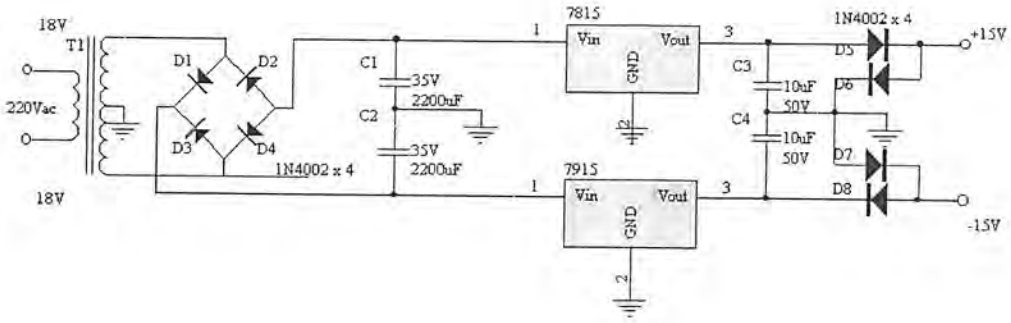 18V
T1
220Vac
18V
D1
D2
D3
D4
1N4002 x 4
C1
35V
2200uF
C2
35V
2200uF
1
7815
Vin
Vout
GND
2
3
1
7915
Vin
Vout
GND
2
3
C3
10uF
50V
C4
10uF
50V
1N4002 x 4
D5
D6
D7
D8
+15V
-15V